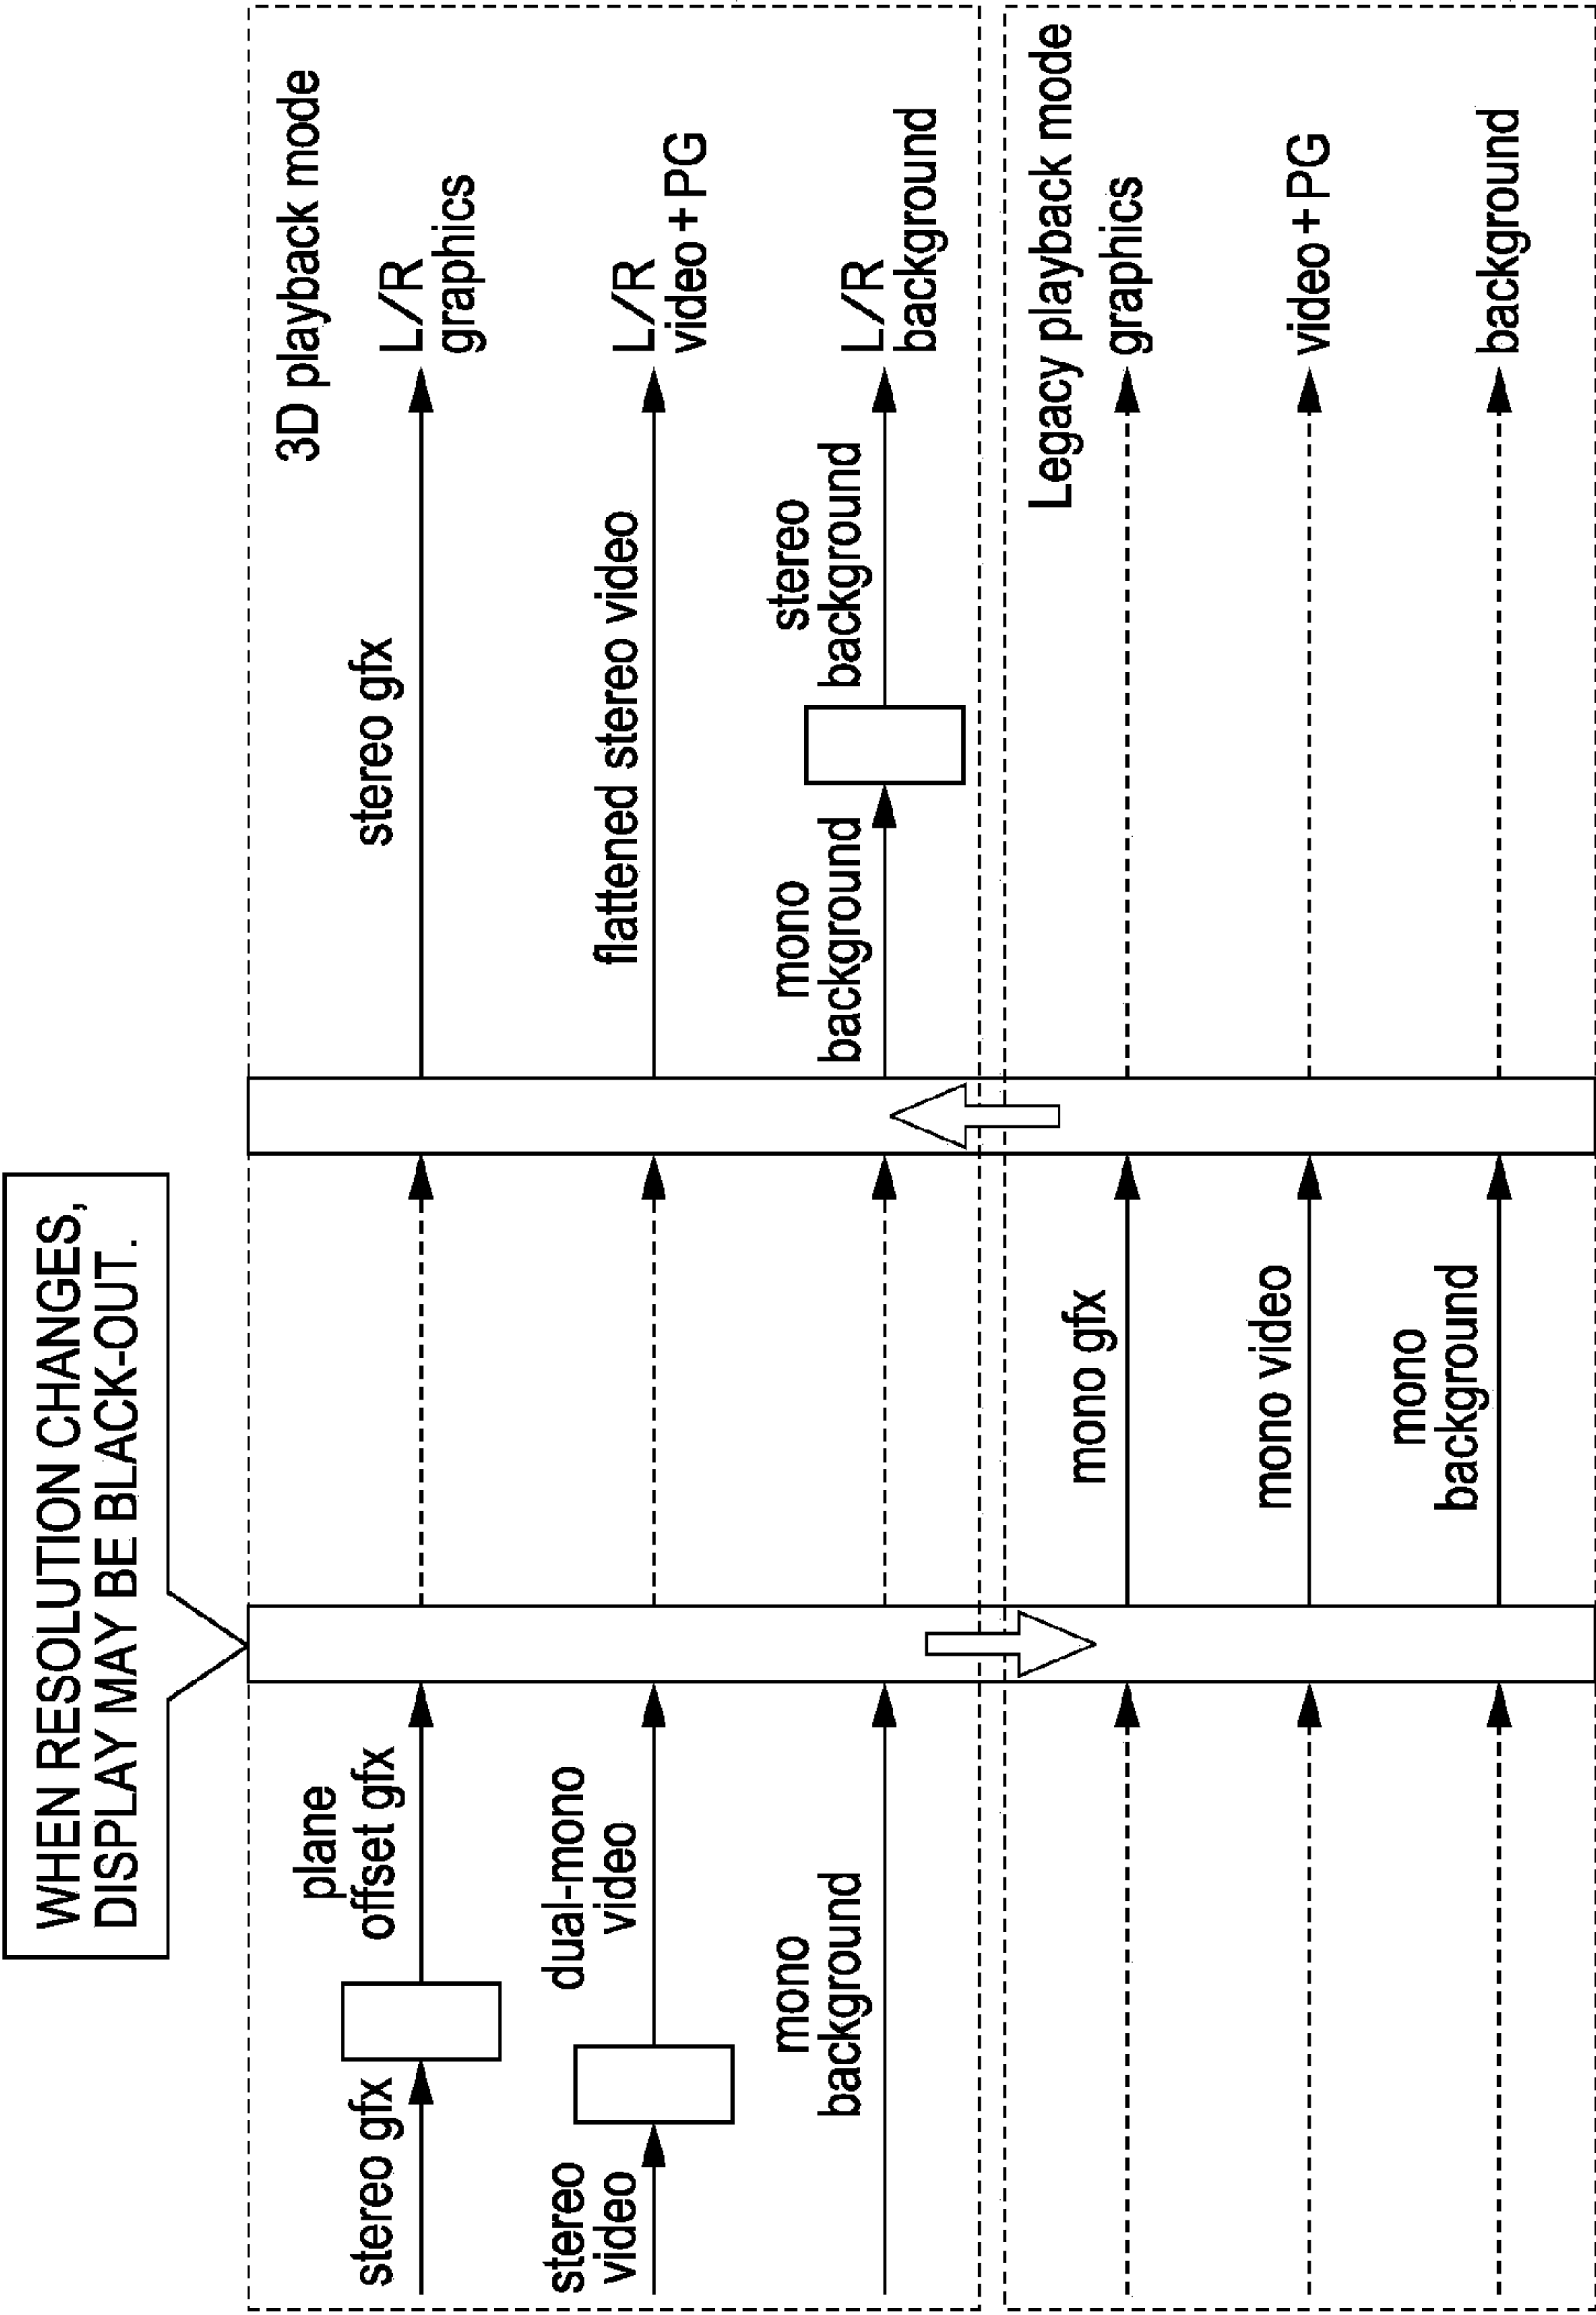 WHEN RESOLUTION CHANGES,
DISPLAY MAY BE BLACK-OUT.
3D playback mode
stereo gfx
plane
offset gfx
stereo gfx
L/R
graphics
stereo
video
dual-mono
video
flattened stereo video
L/R
video+PG
mono
background
mono
background
stereo
background
L/R
background
Legacy playback mode
mono gfx
graphics
mono video
video+PG
mono
background
background